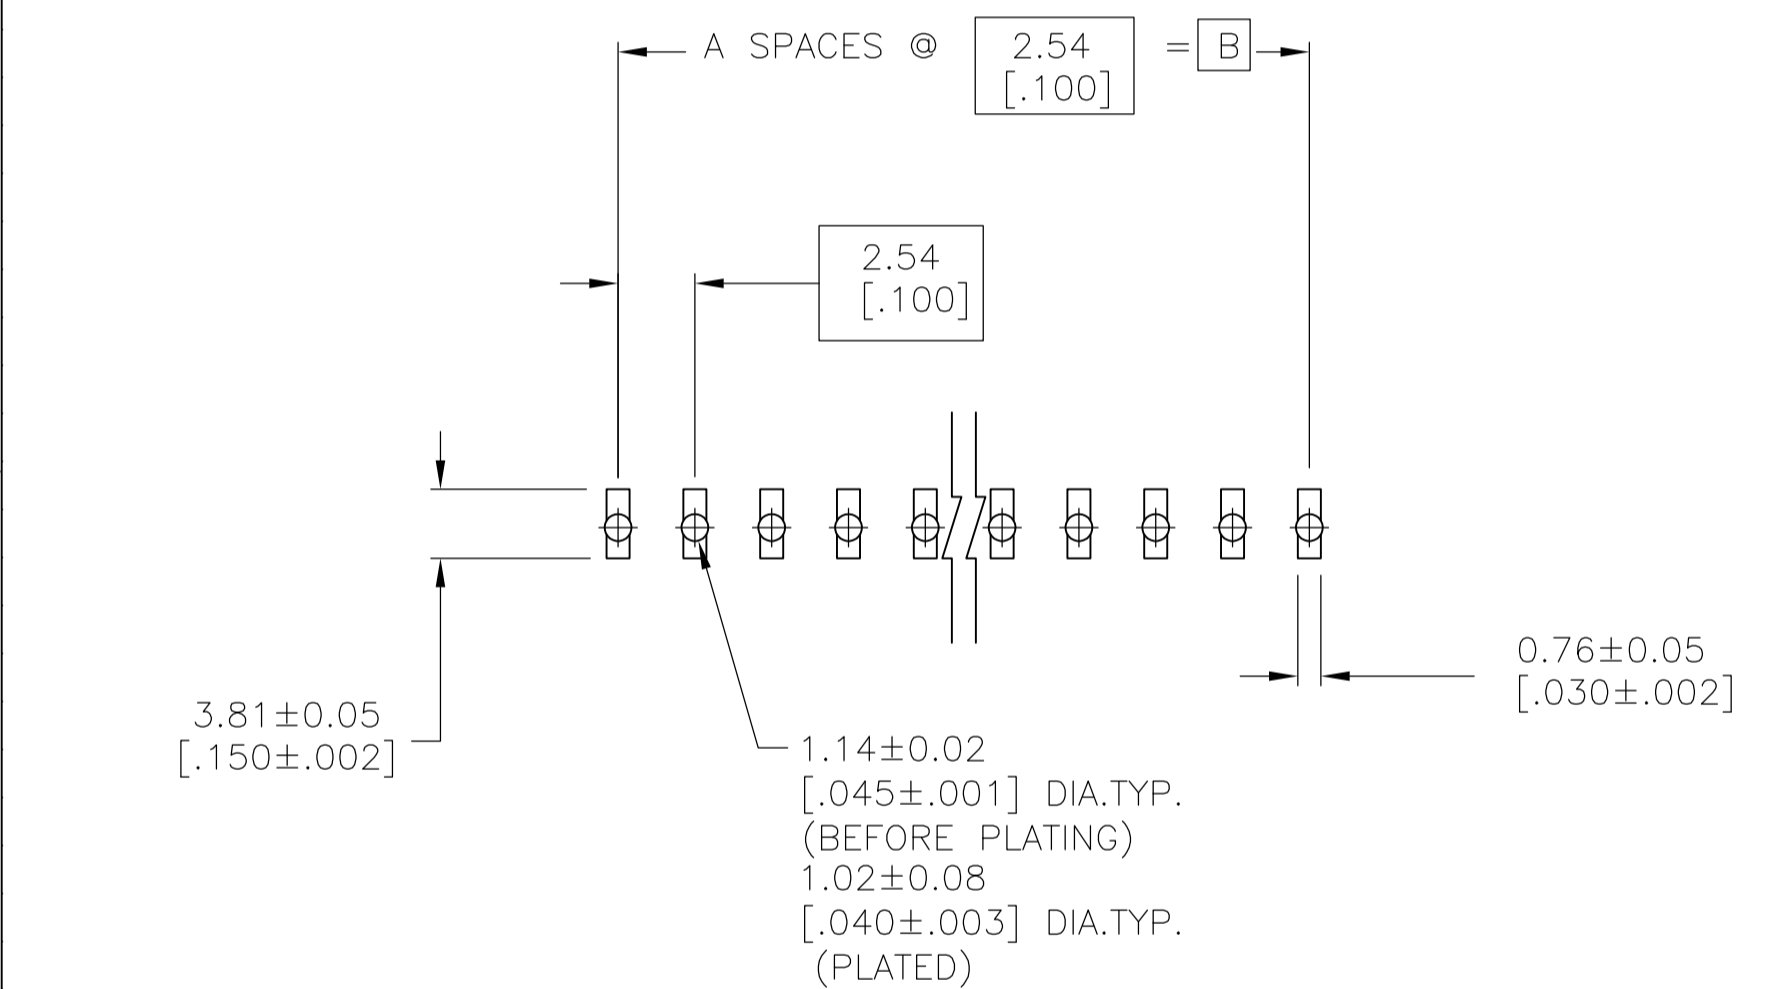 A SPACES @ 2.54 = B
[.100]
2.54
[.100]
0.76±0.05
[.030±.002]
3.81±0.05
[.150±.002]
1.14±0.02
[.045±.001] DIA.TYP.
(BEFORE PLATING)
1.02±0.08
[.040±.003] DIA.TYP.
(PLATED)